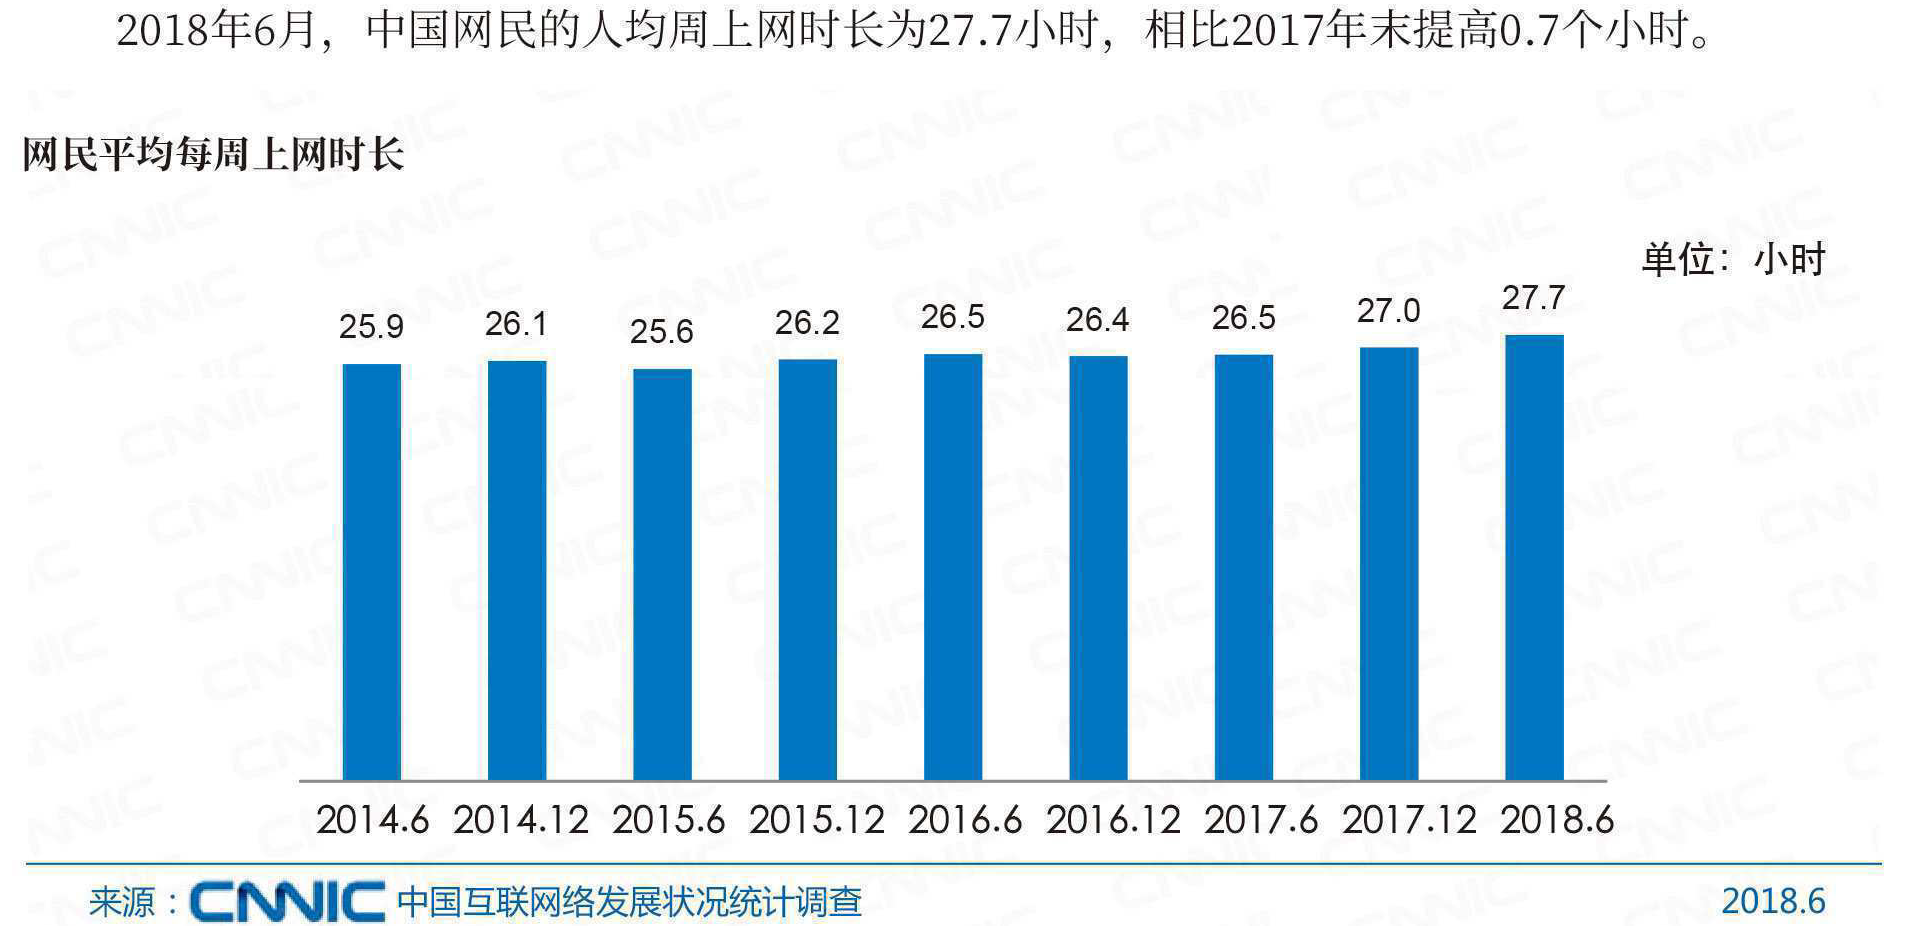 2018年6月，中国网民的人均周上网时长为27.7小时，相比2017年末提高0.7个小时。
网民平均每周上网时长
单位：小时
25.9 26.1 25.6 26.2 26.5 26.4 26.5 27.0 27.7
2014.6 2014.12 2015.6 2015.12 2016.6 2016.12 2017.6 2017.12 2018.6
来源：CNNIC 中国互联网络发展状况统计调查 2018.6